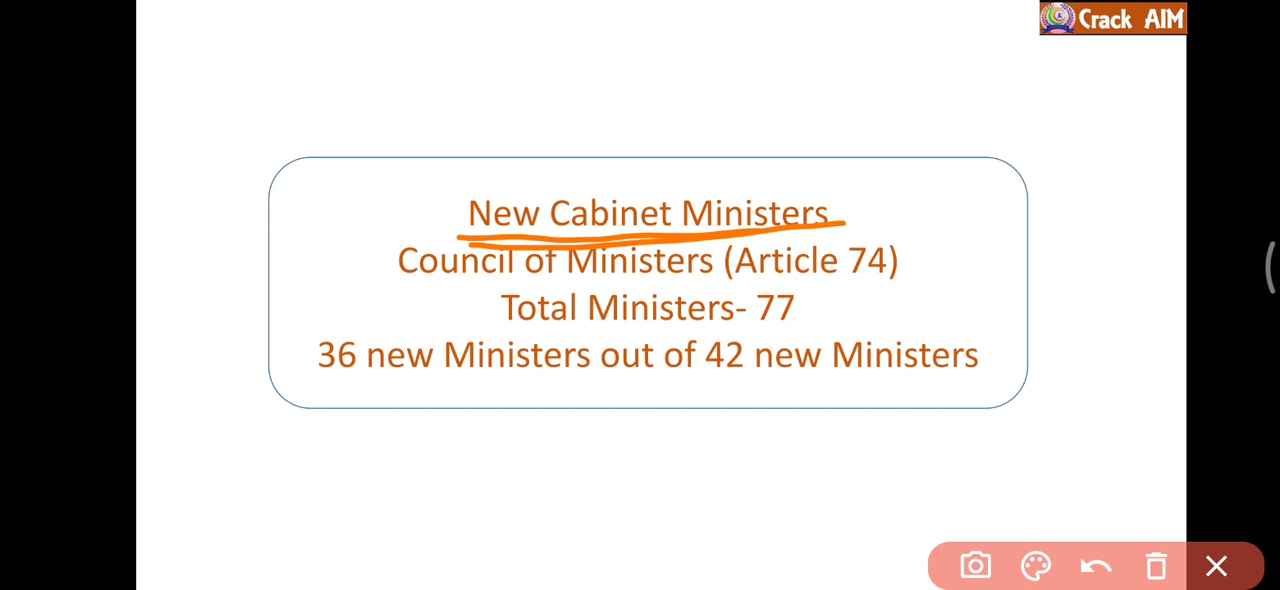 Crack AIM
New Cabinet Ministers
Council of Ministers (Article 74)
Total Ministers- 77
36 new Ministers out of 42 new Ministers